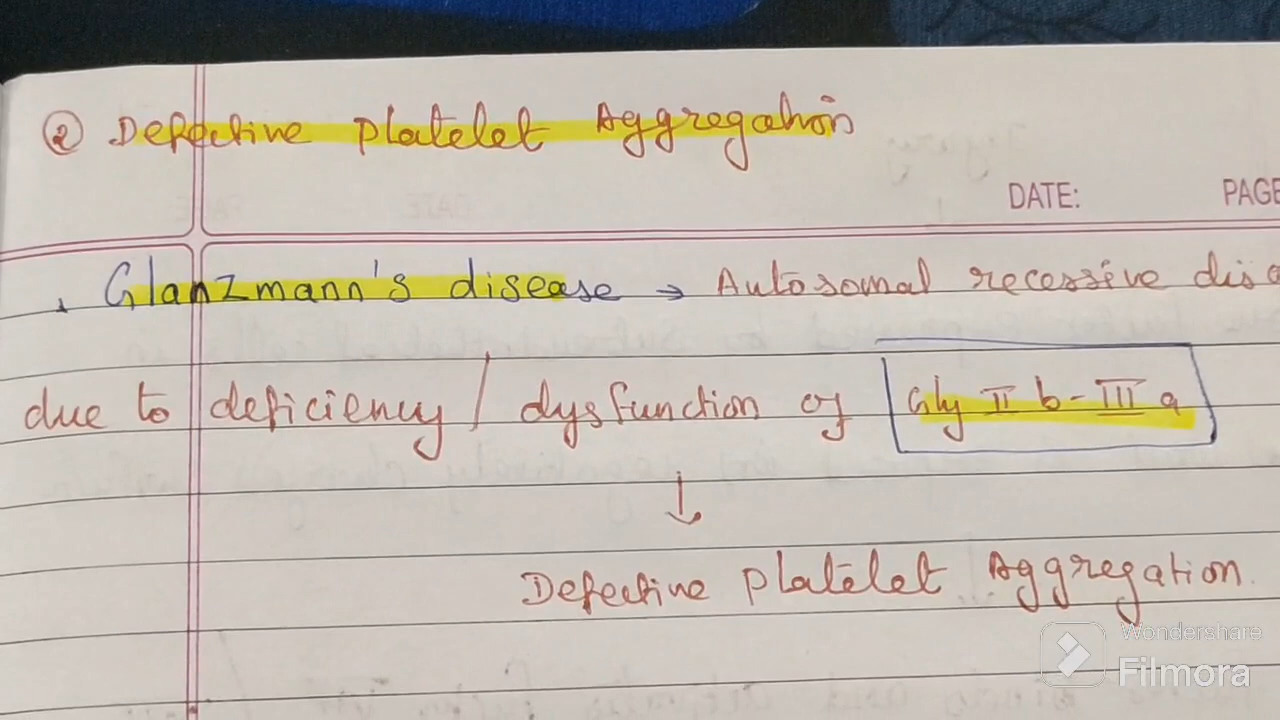 ② Defective platelet Aggregation
DATE: PAGE
. Glanzmann's disease → Autosomal recessive
due to deficiency / dysfunction of Gly II b - III a
↓
Defective platelet Aggregation.
Wondershare
Filmora